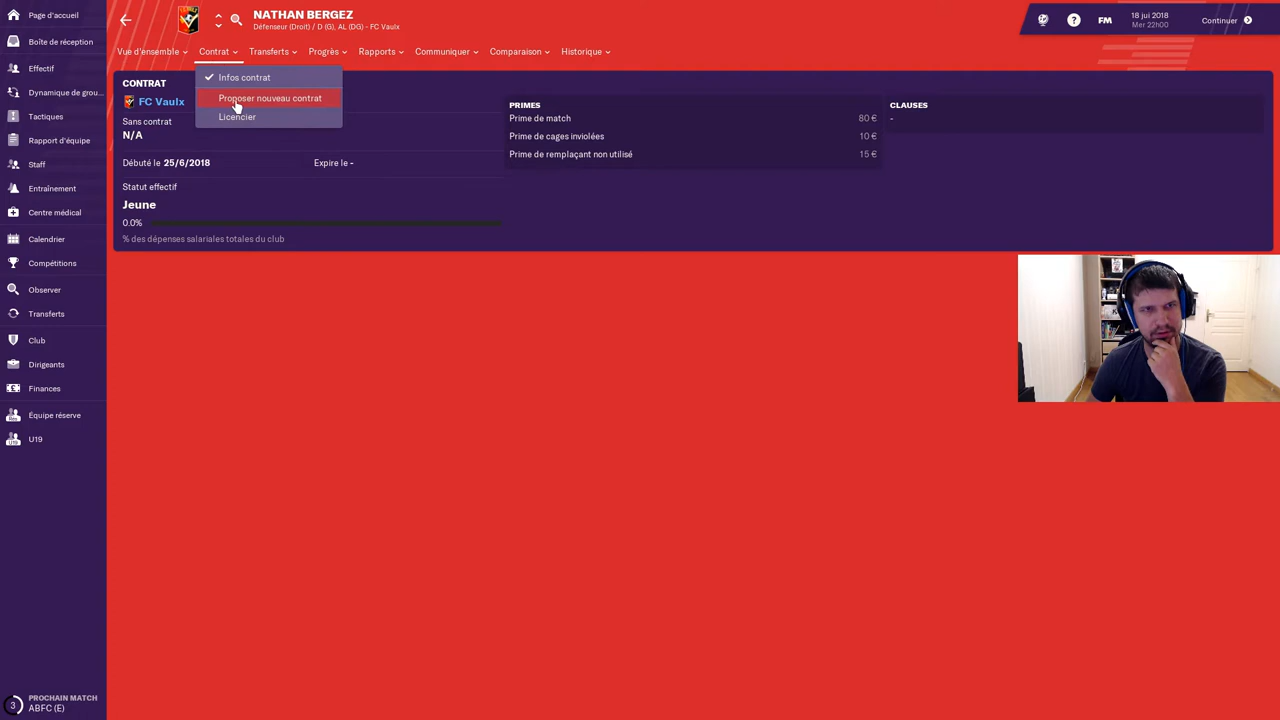 Page d'accueil
Boîte de réception
Effectif
Dynamique de grou...
Tactiques
Rapport d'équipe
Staff
Entraînement
Centre médical
Calendrier
Compétitions
Observer
Transferts
Club
Dirigeants
Finances
Équipe réserve
U19
3
PROCHAIN MATCH
ABFC (E)
NATHAN BERGEZ
Défenseur (Droit) / D (G), AL (DG) - FC Vaulx
18 jui 2018
Mer 22h00
FM
Continuer
Vue d'ensemble
Contrat
Transferts
Progrès
Rapports
Communiquer
Comparaison
Historique
Infos contrat
Proposer nouveau contrat
Licencier
CONTRAT
FC Vaulx
Sans contrat
N/A
Débuté le 25/6/2018
Expire le -
Statut effectif
Jeune
0.0%
% des dépenses salariales totales du club
PRIMES
Prime de match 80 €
Prime de cages inviolées 10 €
Prime de remplaçant non utilisé 15 €
CLAUSES
-